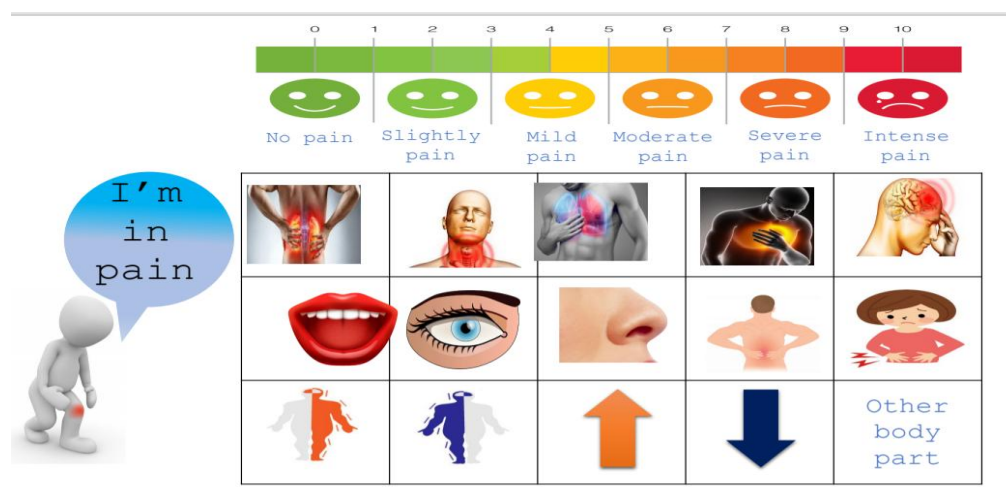 0 1 2 3 4 5 6 7 8 9 10
No pain
Slightly
pain
Mild
pain
Moderate
pain
Severe
pain
Intense
pain
I'm
in
pain
Other
body
part